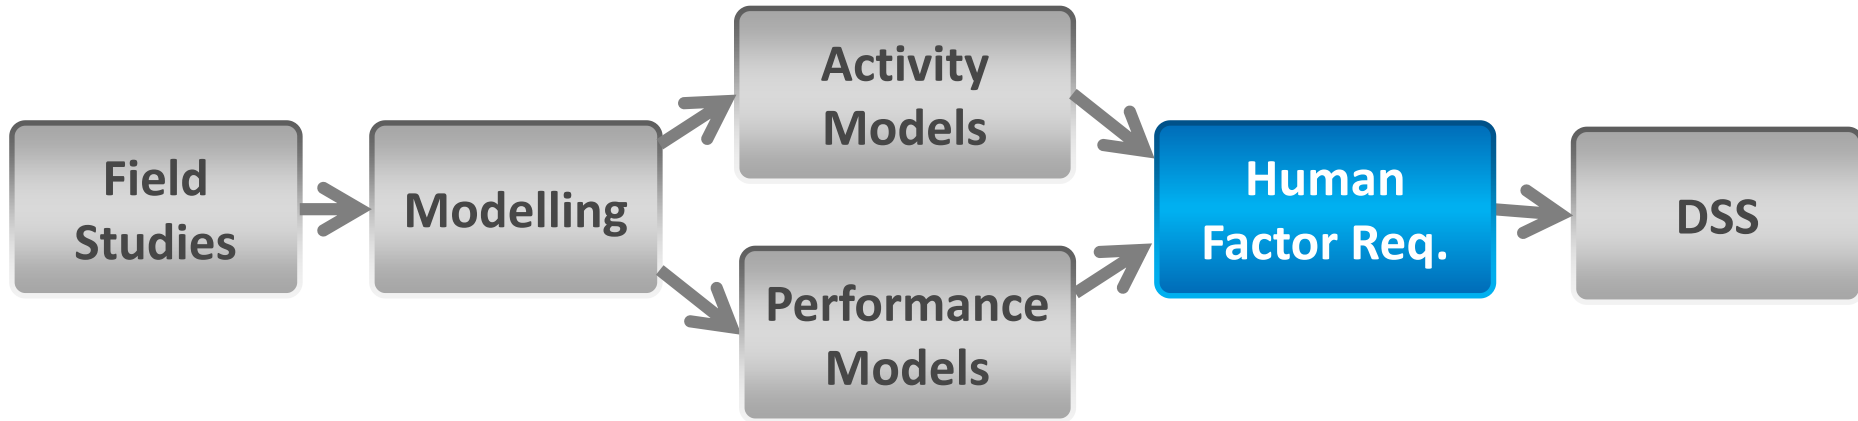 Field
Studies
Modelling
Activity
Models
Performance
Models
Human
Factor Req.
DSS